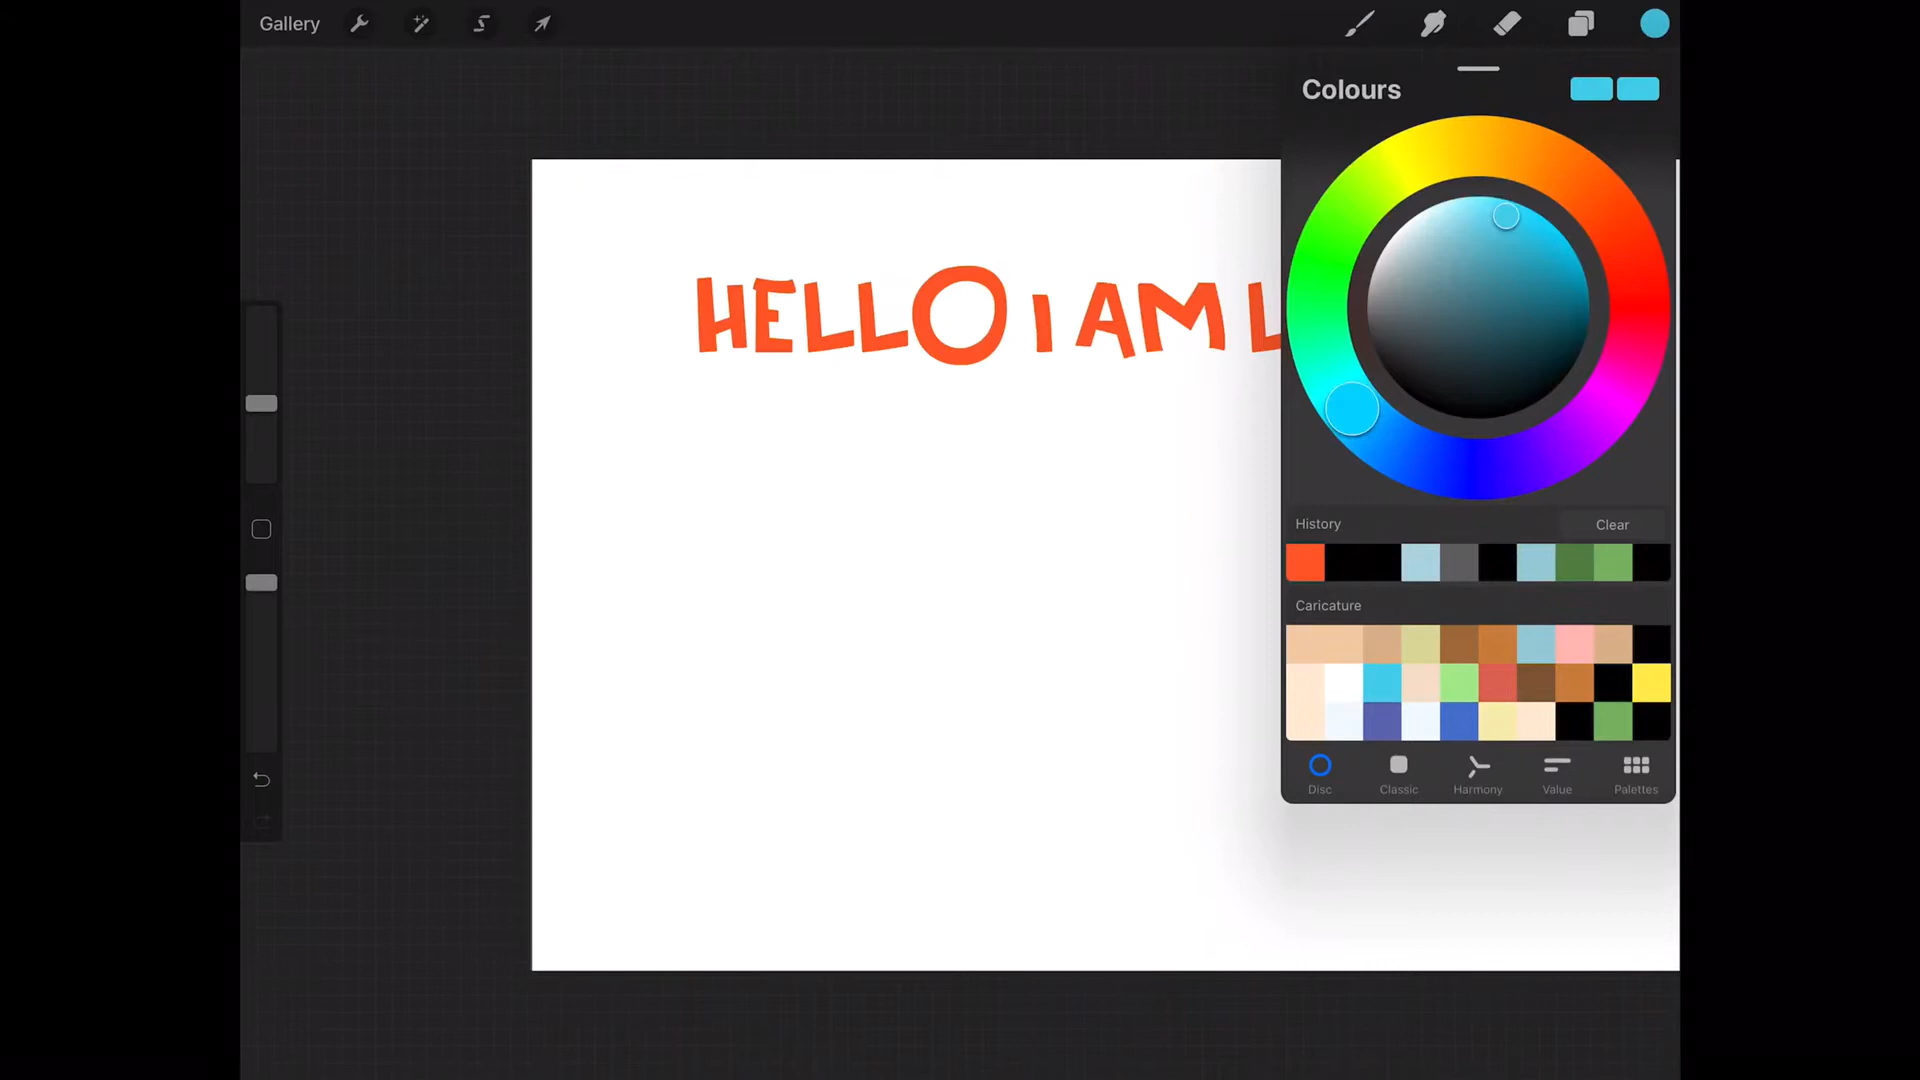 Gallery
Colours
HELLO I AM L
History
Clear
Caricature
Disc
Classic
Harmony
Value
Palettes